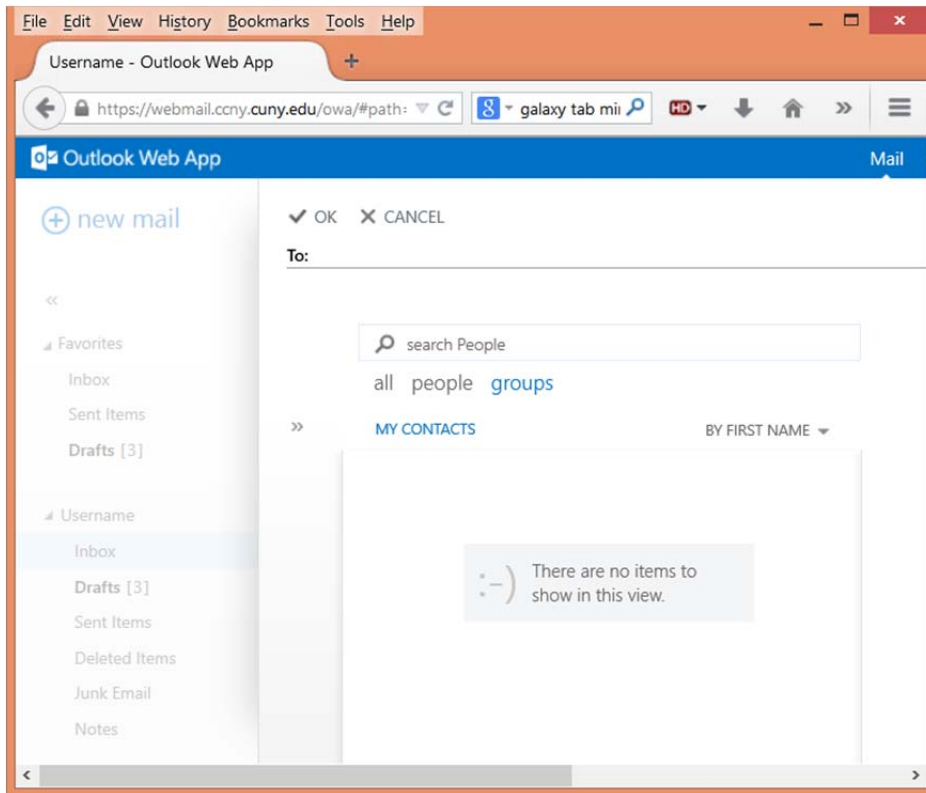 File Edit View History Bookmarks Tools Help
Username - Outlook Web App
https://webmail.ccny.cuny.edu/owa/#path: galaxy tab mii HD
Outlook Web App Mail
new mail
OK CANCEL
To:
Favorites
Inbox
Sent Items
Drafts [3]
Username
Inbox
Drafts [3]
Sent Items
Deleted Items
Junk Email
Notes
search People
all people groups
MY CONTACTS BY FIRST NAME
:-) There are no items to
show in this view.